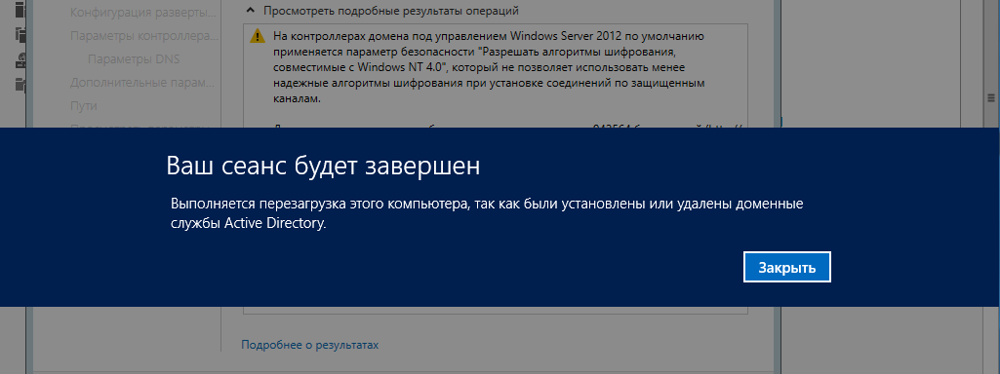 Конфигурация разверты...
Просмотреть подробные результаты операций
Параметры контроллера...
Параметры DNS
Дополнительные парам...
Пути
На контроллерах домена под управлением Windows Server 2012 по умолчанию
применяется параметр безопасности "Разрешать алгоритмы шифрования,
совместимые с Windows NT 4.0", который не позволяет использовать менее
надежные алгоритмы шифрования при установке соединений по защищенным
каналам.
Ваш сеанс будет завершен
Выполняется перезагрузка этого компьютера, так как были установлены или удалены доменные
службы Active Directory.
Закрыть
Подробнее о результатах